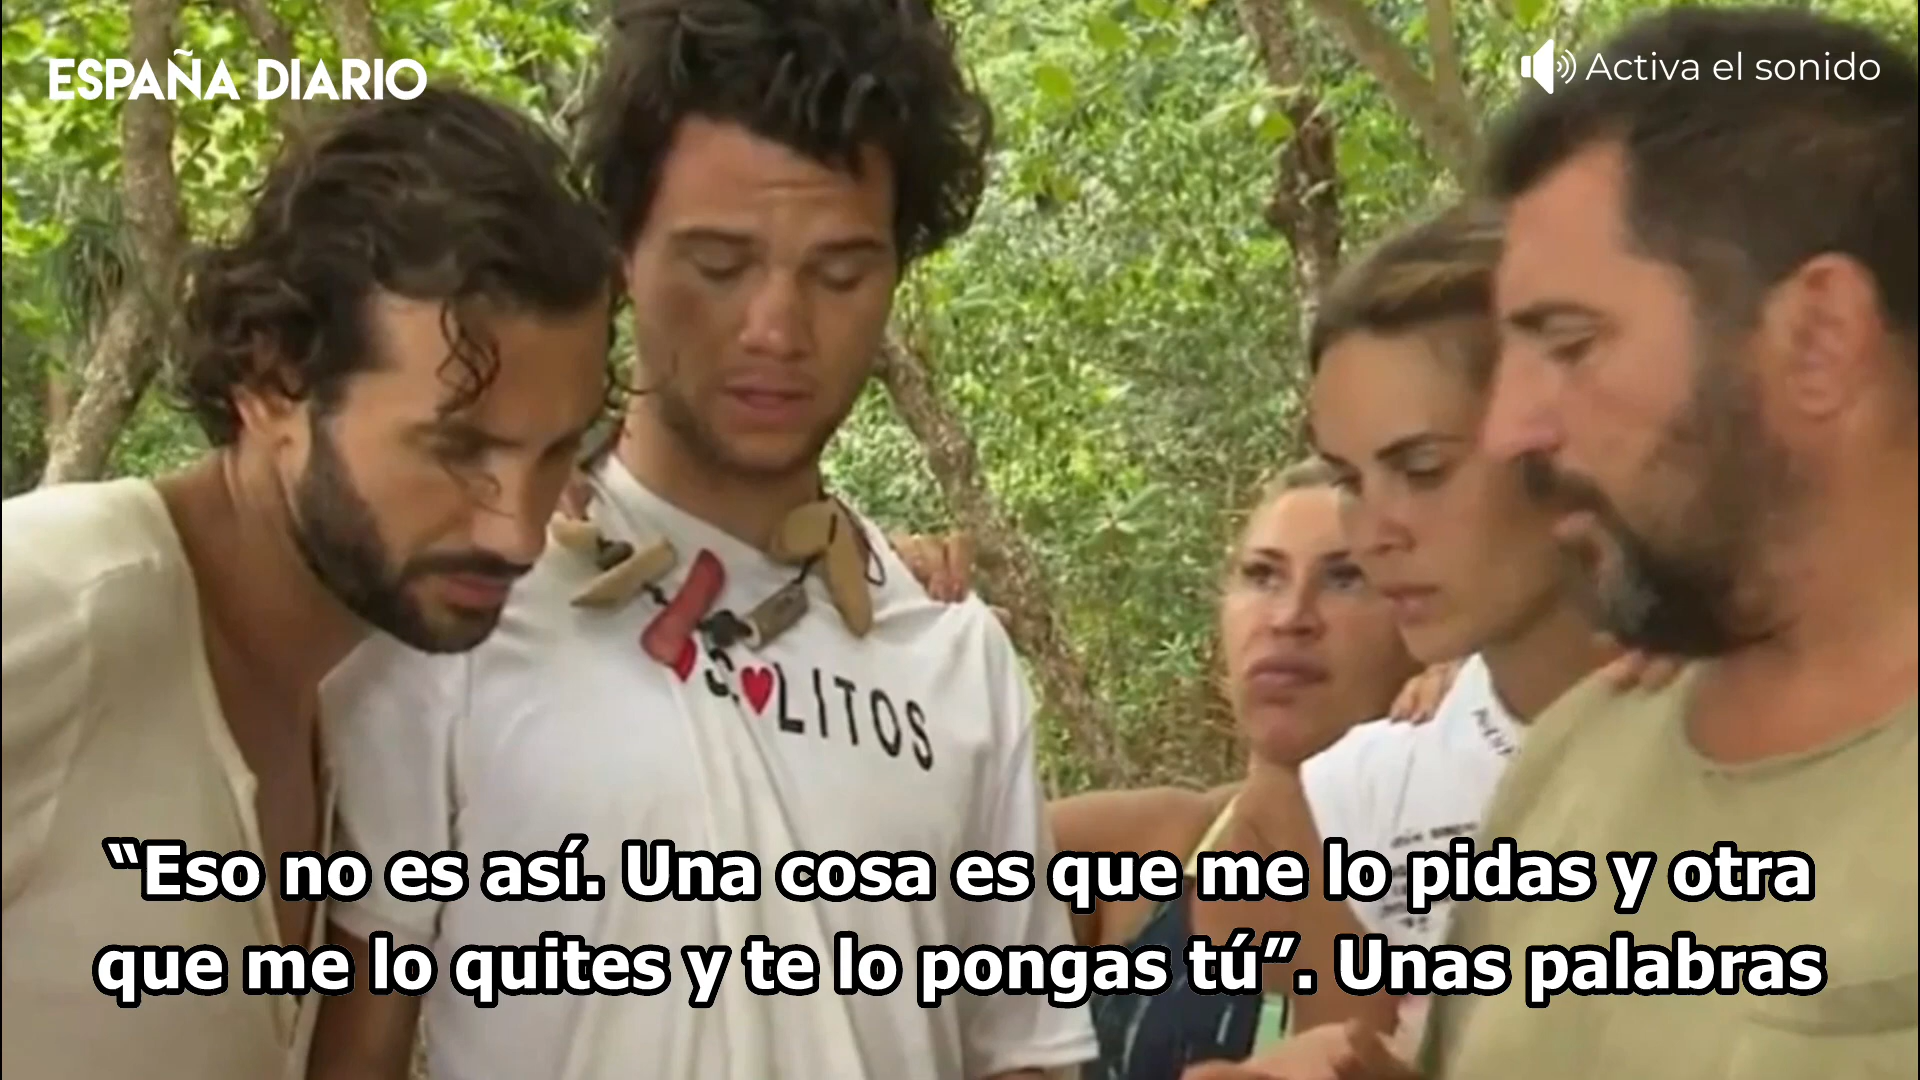 ESPAÑA DIARIO
Activa el sonido
S♥LITOS
“Eso no es así. Una cosa es que me lo pidas y otra
que me lo quites y te lo pongas tú”. Unas palabras